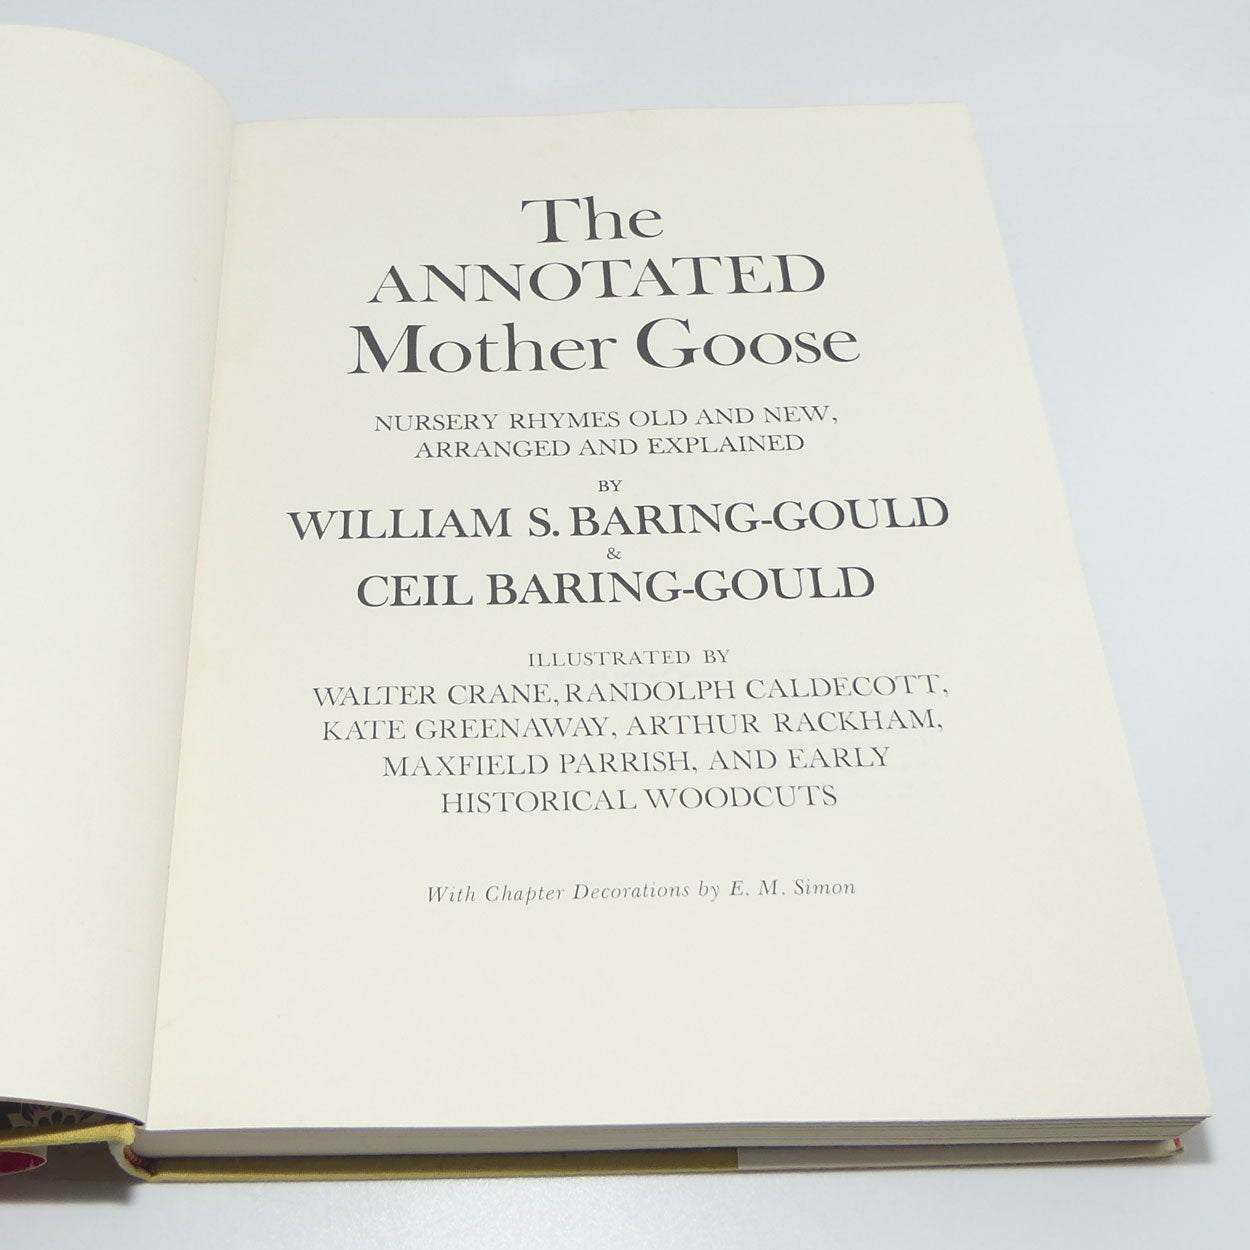 The
ANNOTATED
Mother Goose
NURSERY RHYMES OLD AND NEW,
ARRANGED AND EXPLAINED
BY
WILLIAM S. BARING-GOULD
&
CEIL BARING-GOULD
ILLUSTRATED BY
WALTER CRANE, RANDOLPH CALDECOTT,
KATE GREENAWAY, ARTHUR RACKHAM,
MAXFIELD PARRISH, AND EARLY
HISTORICAL WOODCUTS
With Chapter Decorations by E. M. Simon